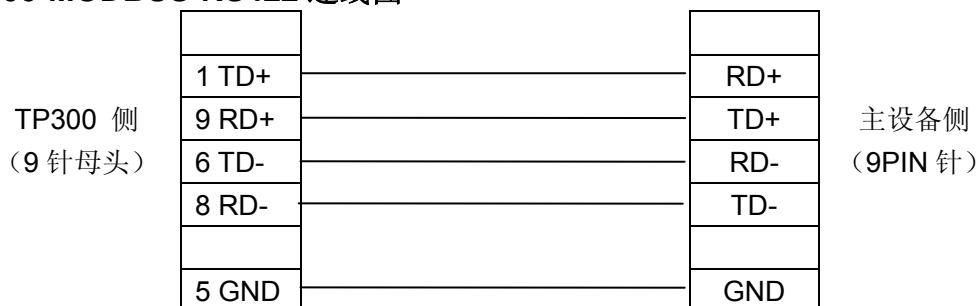 1 TD+ RD+
TP300 侧 9 RD+ TD+ 主设备侧
（9 针母头） 6 TD- RD- （9PIN 针）
8 RD- TD-
5 GND GND